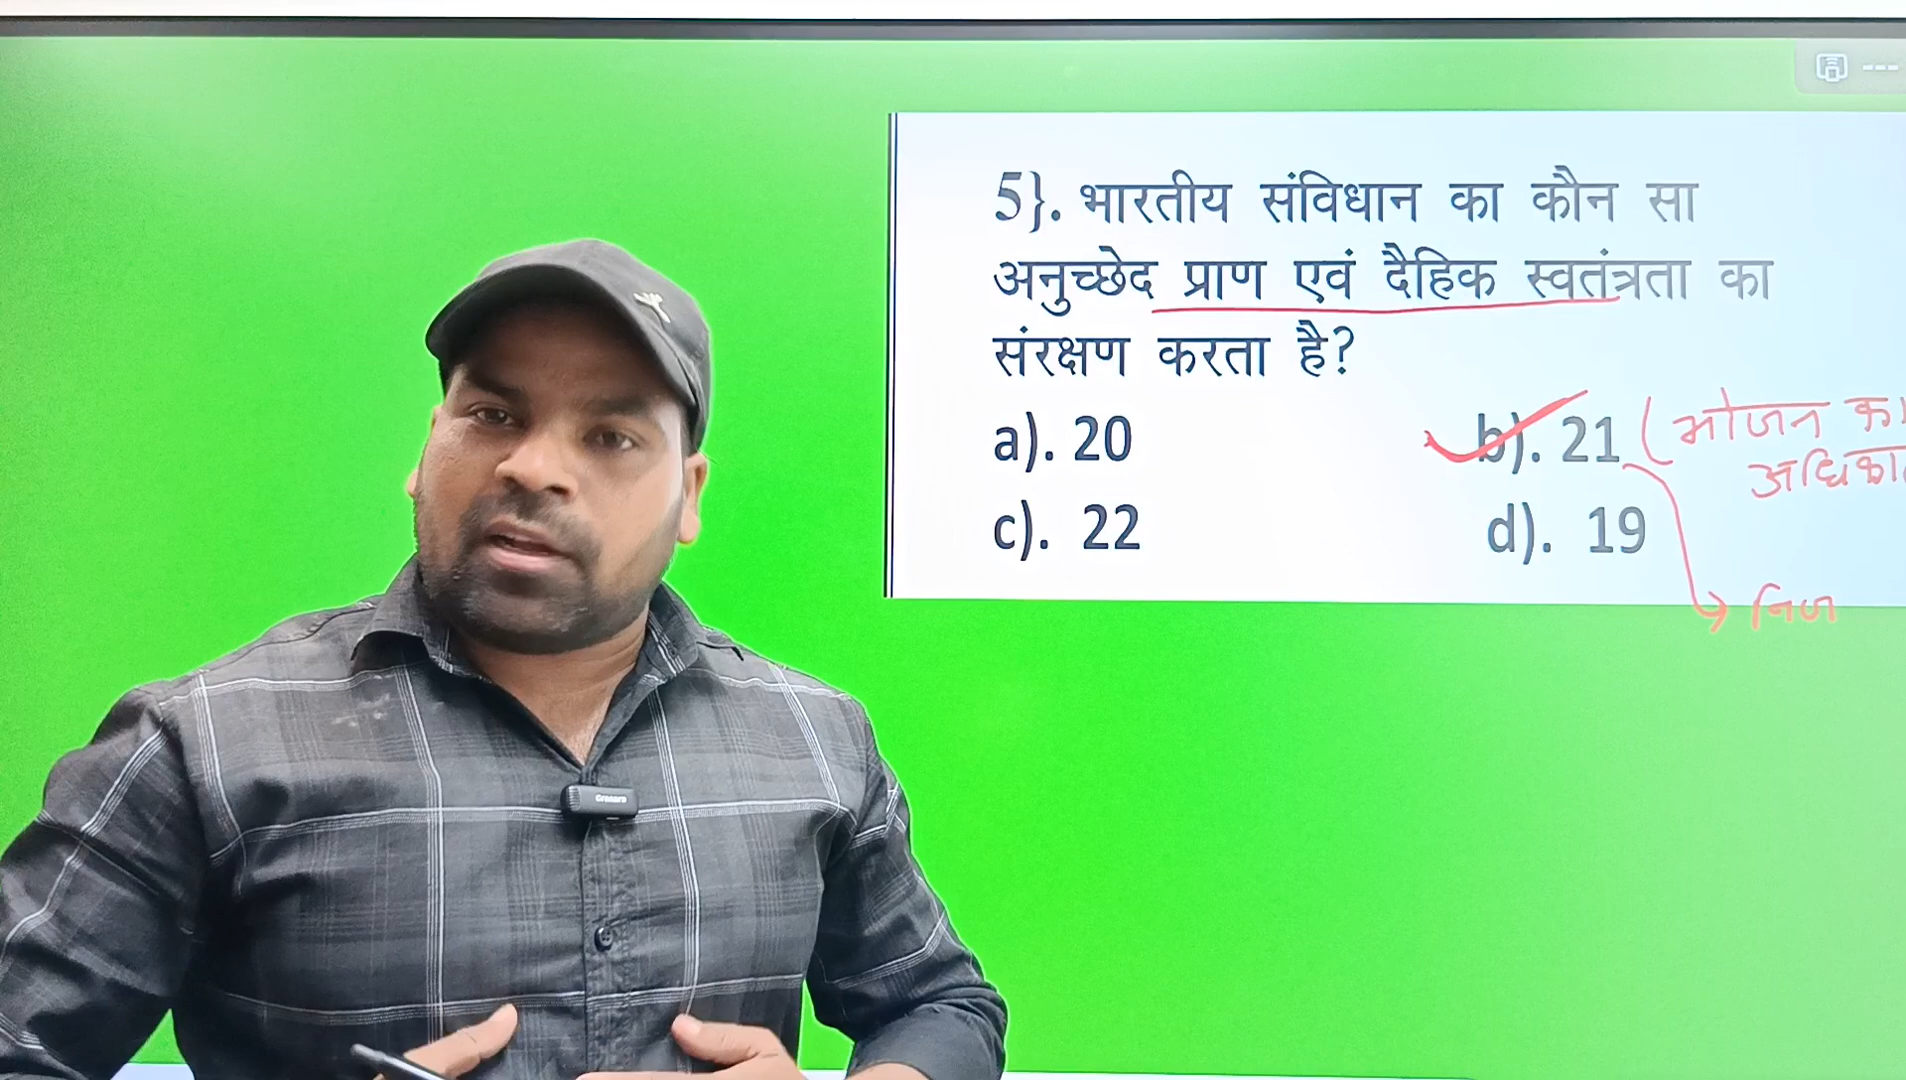 5}. भारतीय संविधान का कौन सा
अनुच्छेद प्राण एवं दैहिक स्वतंत्रता का
संरक्षण करता है?
a). 20
b). 21 (भोजन का
अधिका
c). 22
d). 19
निज